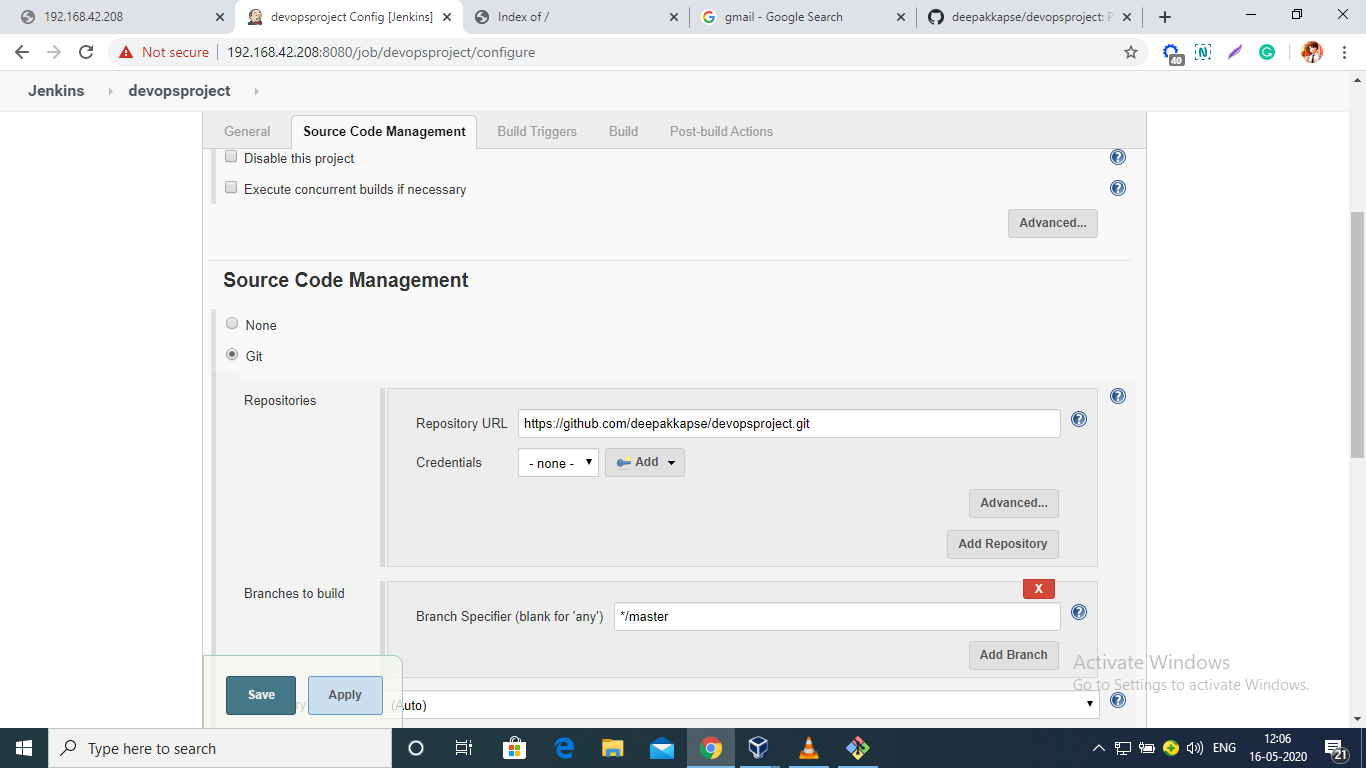 192.168.42.208
devopsproject Config [Jenkins]
Index of /
gmail - Google Search
deepakkapse/devopsproject: P
Not secure
192.168.42.208:8080/job/devopsproject/configure
40
Jenkins
devopsproject
General
Source Code Management
Build Triggers
Build
Post-build Actions
Disable this project
Execute concurrent builds if necessary
Advanced...
Source Code Management
None
Git
Repositories
Repository URL
https://github.com/deepakkapse/devopsproject.git
Credentials
- none -
Add
Advanced...
Add Repository
Branches to build
X
Branch Specifier (blank for 'any')
*/master
Add Branch
Activate Windows
Go to Settings to activate Windows.
Save
Apply
ry
(Auto)
Type here to search
ENG
12:06
16-05-2020
21